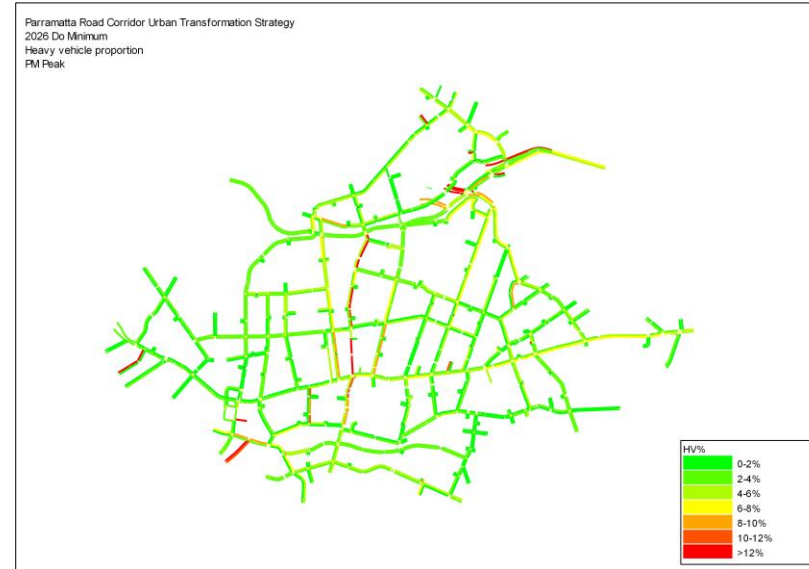 Parramatta Road Corridor Urban Transformation Strategy
2026 Do Minimum
Heavy vehicle proportion
PM Peak
HV%
0-2%
2-4%
4-6%
6-8%
8-10%
10-12%
>12%